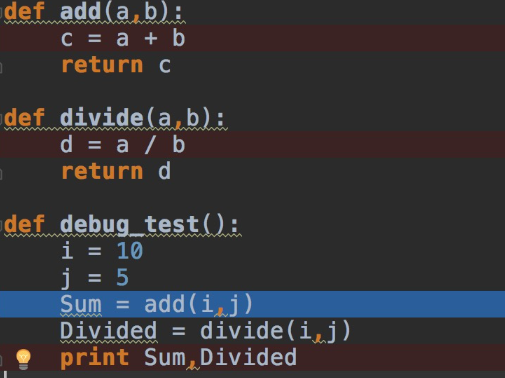 def add(a,b):
    c = a + b
    return c
def divide(a,b):
    d = a / b
    return d
def debug_test():
    i = 10
    j = 5
    Sum = add(i,j)
    Divided = divide(i,j)
    print Sum,Divided